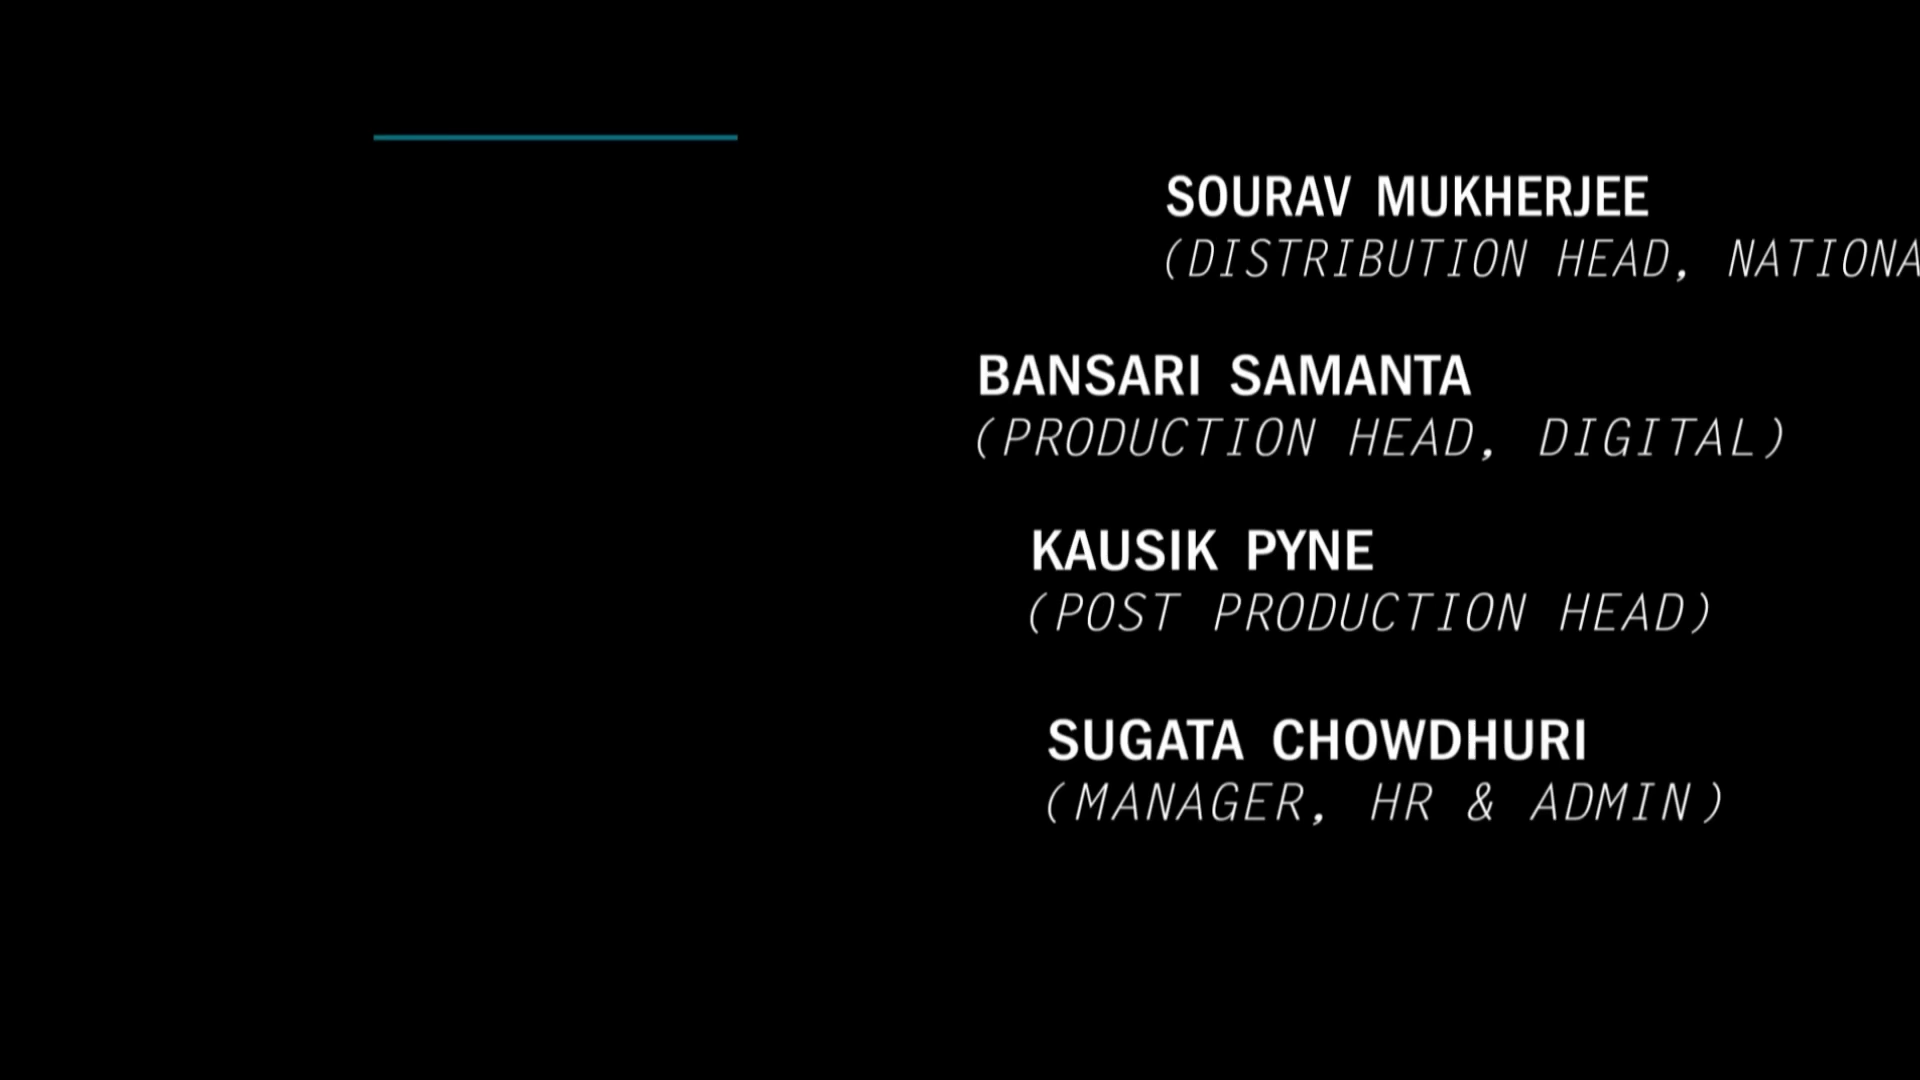 SOURAV MUKHERJEE
(DISTRIBUTION HEAD, NATIONA
BANSARI SAMANTA
(PRODUCTION HEAD, DIGITAL)
KAUSIK PYNE
(POST PRODUCTION HEAD)
SUGATA CHOWDHURI
(MANAGER, HR & ADMIN)